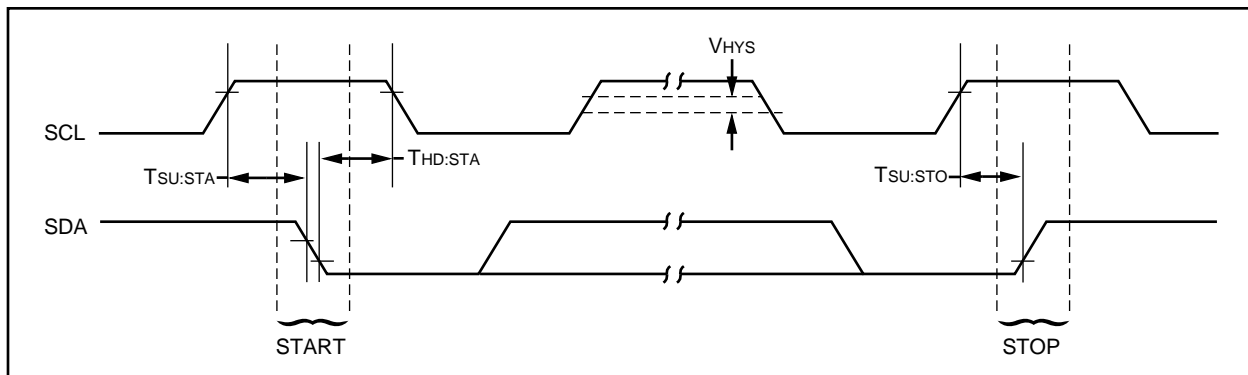 VHYS
SCL
THD:STA
TSU:STA
TSU:STO
SDA
START
STOP